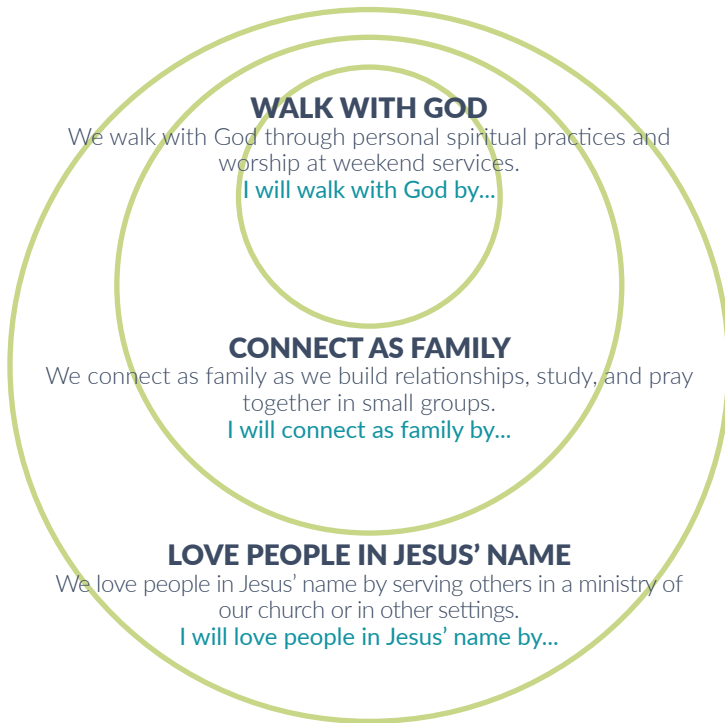 WALK WITH GOD
We walk with God through personal spiritual practices and
worship at weekend services.
I will walk with God by...
CONNECT AS FAMILY
We connect as family as we build relationships, study, and pray
together in small groups.
I will connect as family by...
LOVE PEOPLE IN JESUS’ NAME
We love people in Jesus’ name by serving others in a ministry of
our church or in other settings.
I will love people in Jesus’ name by...